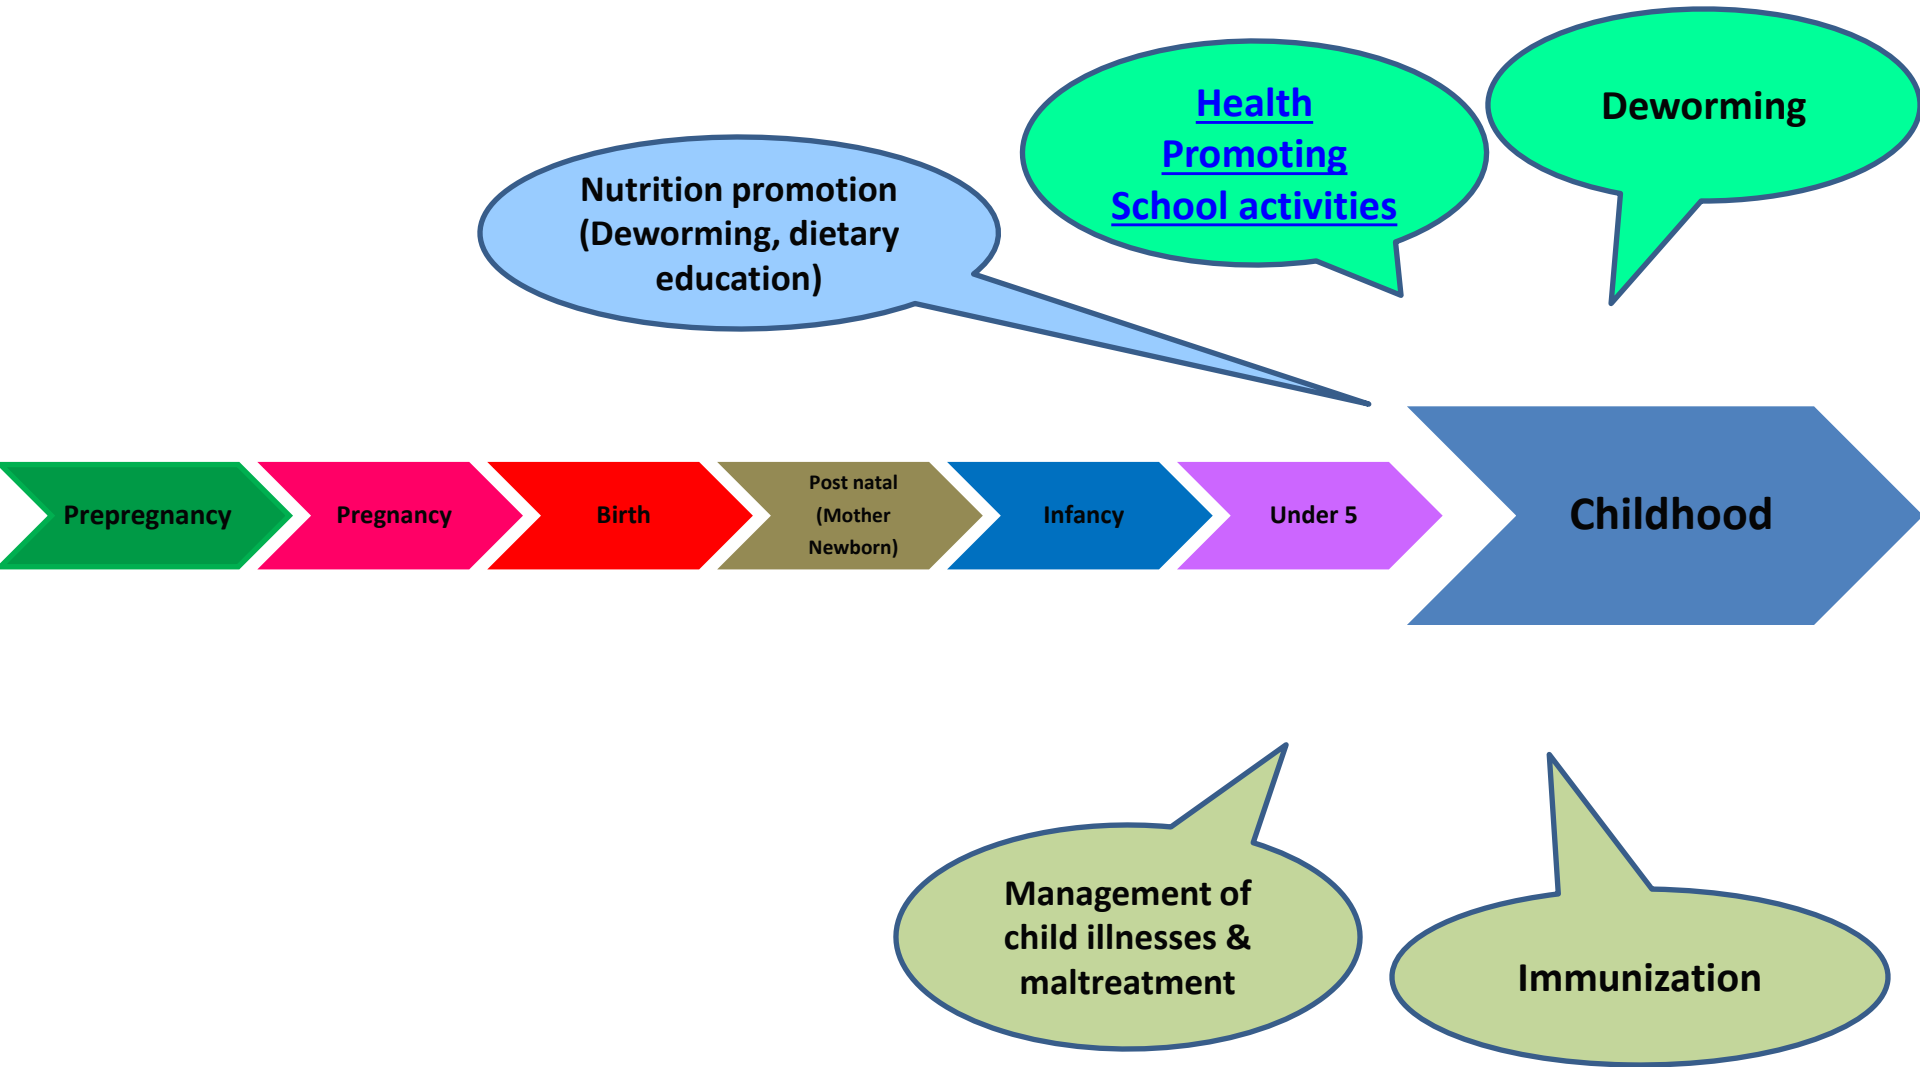 Health
Promoting
School activities
Deworming
Nutrition promotion
(Deworming, dietary
education)
Prepregnancy
Pregnancy
Birth
Post natal
(Mother
Newborn)
Infancy
Under 5
Childhood
Management of
child illnesses &
maltreatment
Immunization